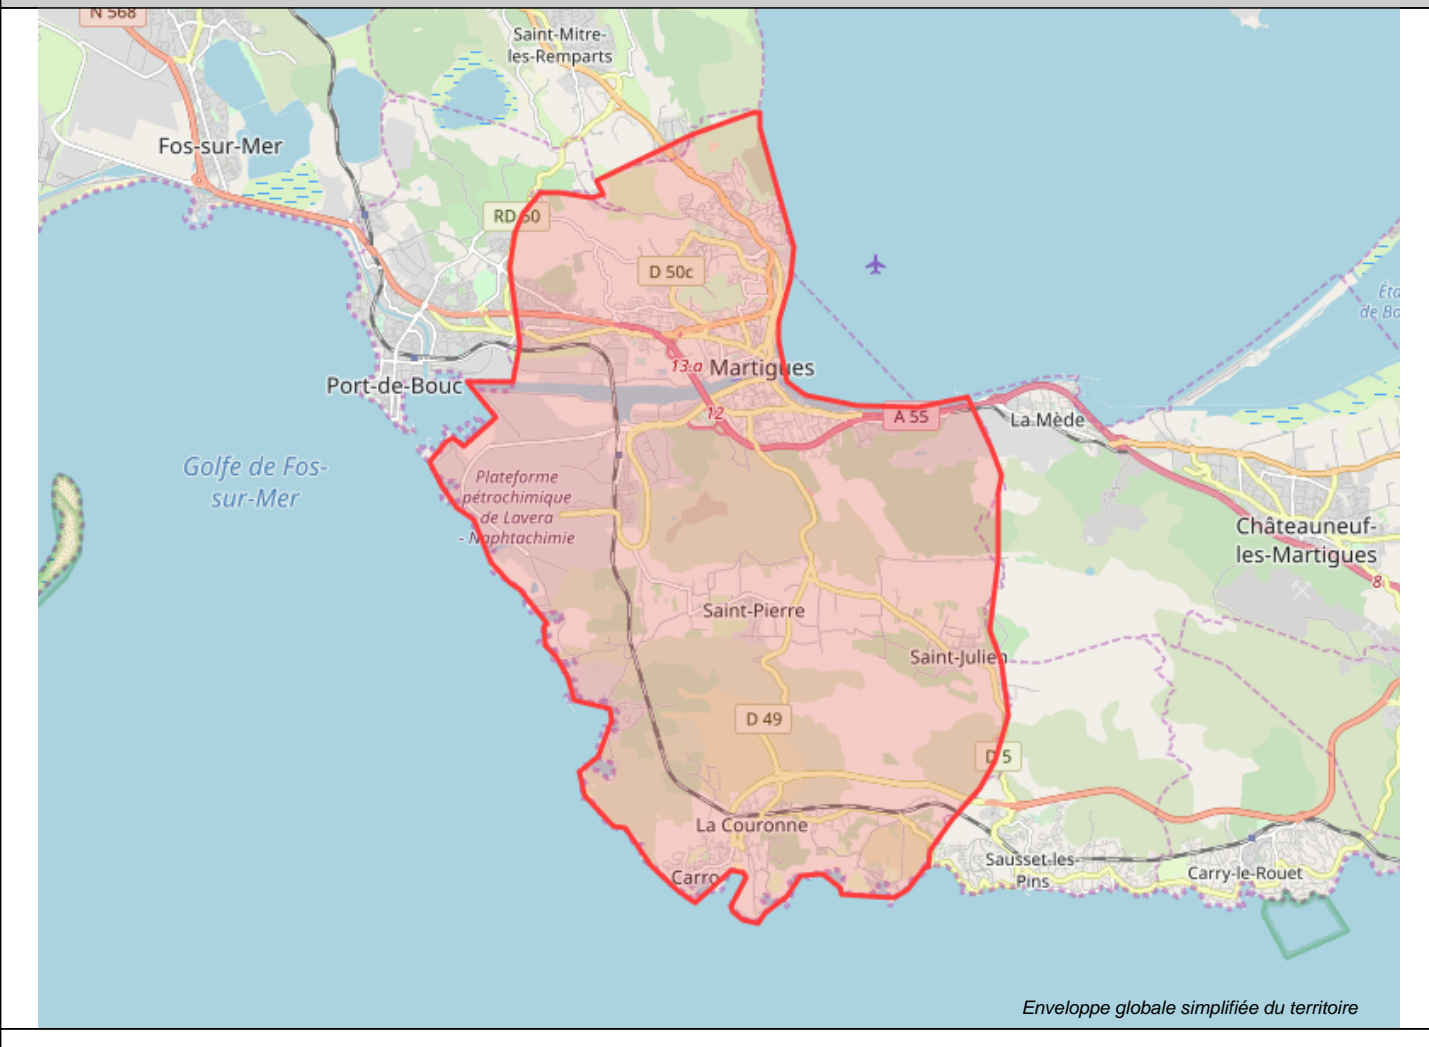 N 568
Saint-Mitre-
les-Remparts
Fos-sur-Mer
RD 50
D 50c
13.a
Martigues
Port-de-Bouc
12
A 55
La Mède
Golfe de Fos-
sur-Mer
Plateforme
pétrochimique
de Lavera
- Naphtachimie
Châteauneuf-
les-Martigues
8
Saint-Pierre
Saint-Julien
D 49
D 5
La Couronne
Carro
Sausset-les-
Pins
Carry-le-Rouet
Enveloppe globale simplifiée du territoire